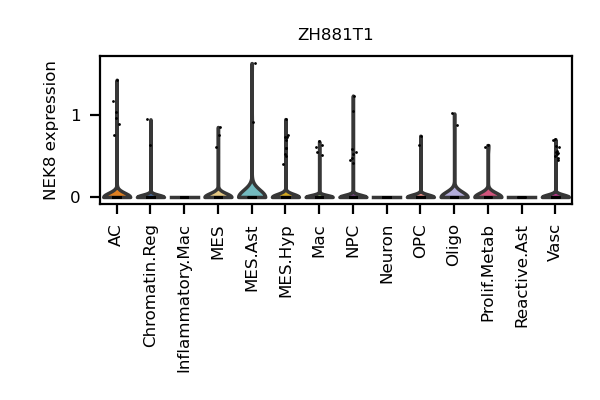 ZH881T1
NEK8 expression
1
0
AC
Chromatin.Reg
Inflammatory.Mac
MES
MES.Ast
MES.Hyp
Mac
NPC
Neuron
OPC
Oligo
Prolif.Metab
Reactive.Ast
Vasc